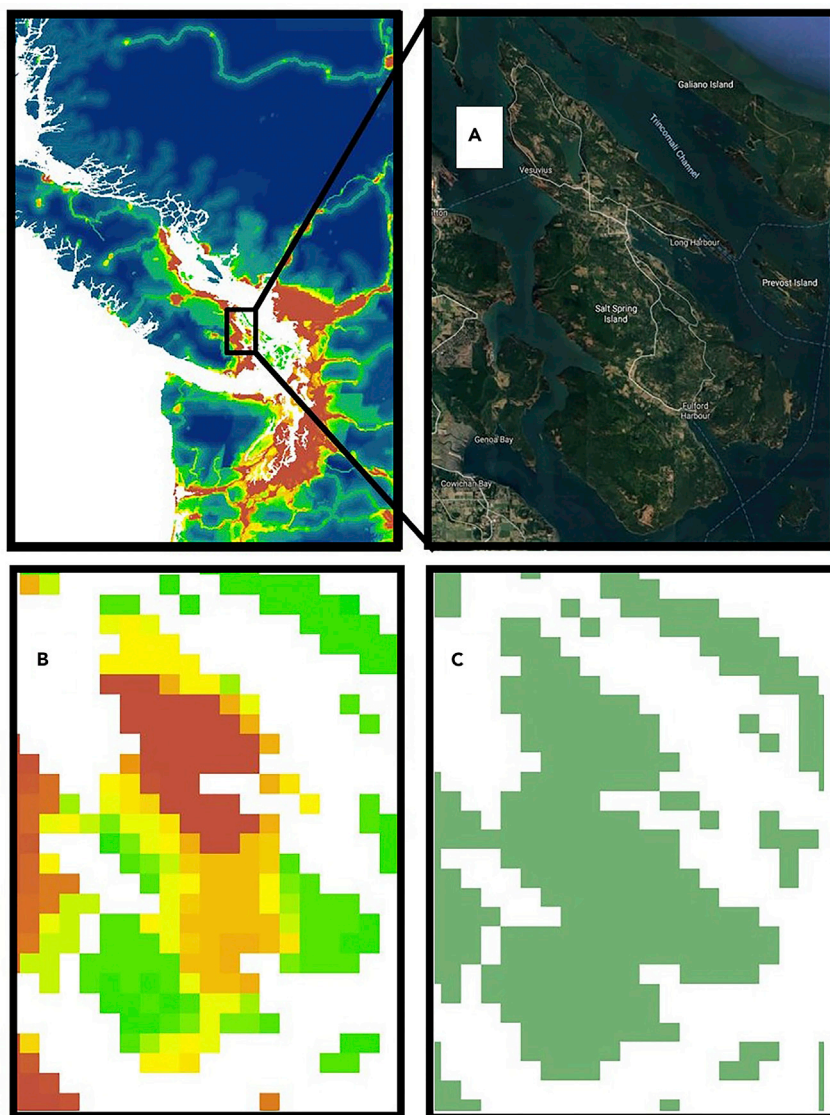 Galiano Island
A
Trincomali Channel
Vesuvius
Long Harbour
Prevost Island
Salt Spring
Island
Fulford
Harbour
Genoa Bay
Cowichan Bay
B
C